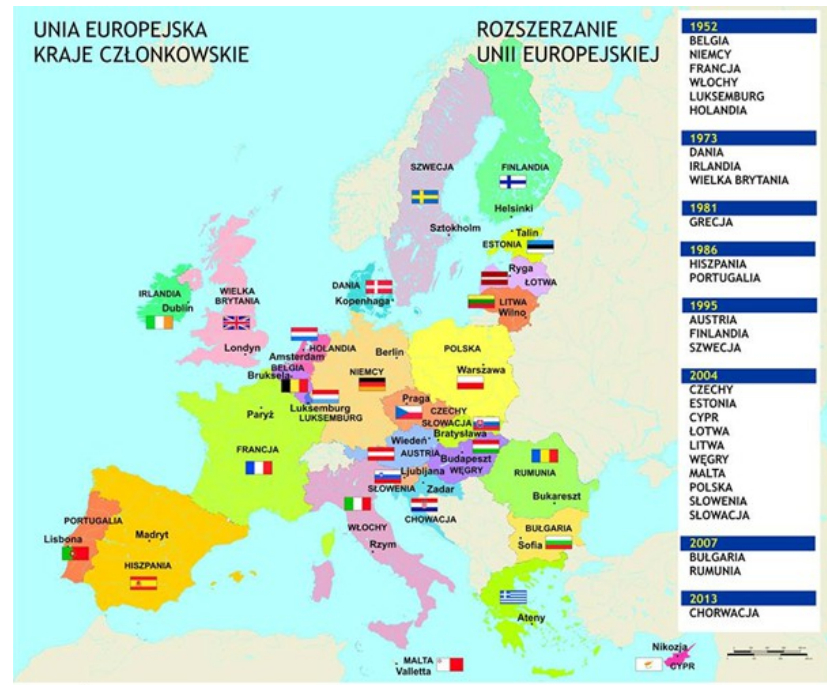 UNIA EUROPEJSKA
KRAJE CZŁONKOWSKIE
ROZSZERZANIE
UNII EUROPEJSKIEJ
1952
BELGIA
NIEMCY
FRANCJA
WŁOCHY
LUKSEMBURG
HOLANDIA
1973
DANIA
IRLANDIA
WIELKA BRYTANIA
1981
GRECJA
1986
HISZPANIA
PORTUGALIA
1995
AUSTRIA
FINLANDIA
SZWECJA
2004
CZECHY
ESTONIA
CYPR
ŁOTWA
LITWA
WĘGRY
MALTA
POLSKA
SŁOWENIA
SŁOWACJA
2007
BUŁGARIA
RUMUNIA
2013
CHORWACJA
SZWECJA
FINLANDIA
Helsinki
Sztokholm
Talin
ESTONIA
Ryga
ŁOTWA
LITWA
Wilno
DANIA
Kopenhaga
IRLANDIA
Dublin
WIELKA
BRYTANIA
Londyn
HOLANDIA
Amsterdam
BELGIA
Bruksela
Berlin
NIEMCY
POLSKA
Warszawa
Luksemburg
LUKSEMBURG
Praga
CZECHY
SŁOWACJA
Bratysława
Paryż
FRANCJA
Wiedeń
AUSTRIA
Budapeszt
WĘGRY
RUMUNIA
Bukareszt
Ljubljana
SŁOWENIA
Zadar
CHOWACJA
WŁOCHY
Rzym
BUŁGARIA
Sofia
PORTUGALIA
Lisbona
Madryt
HISZPANIA
Ateny
MALTA
Valletta
Nikozja
CYPR